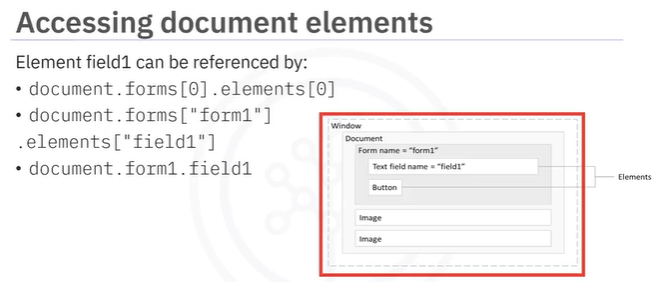 Accessing document elements
Element field1 can be referenced by:
• document.forms[0].elements[0]
• document.forms["form1"]
.elements["field1"]
• document.form1.field1
Window
Document
Form name = "form1"
Text field name = "field1"
Button
Elements
Image
Image